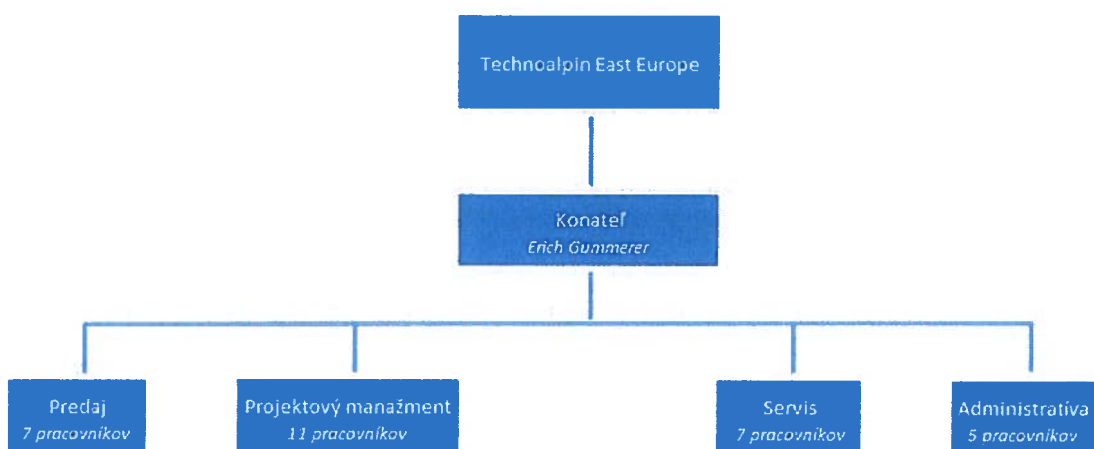 Technoalpin East Europe
Konateľ
Erich Gummerer
Predaj
7 pracovníkov
Projektový manažment
11 pracovníkov
Servis
7 pracovníkov
Administratíva
5 pracovníkov